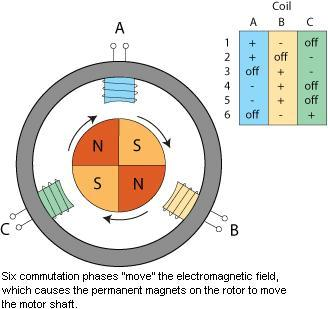 Coil
A B C
1 + - off
2 + off -
3 off + -
4 - + off
5 - + off
6 off - +
A
N S
S N
C
B
Six commutation phases "move" the electromagnetic field,
which causes the permanent magnets on the rotor to move
the motor shaft.